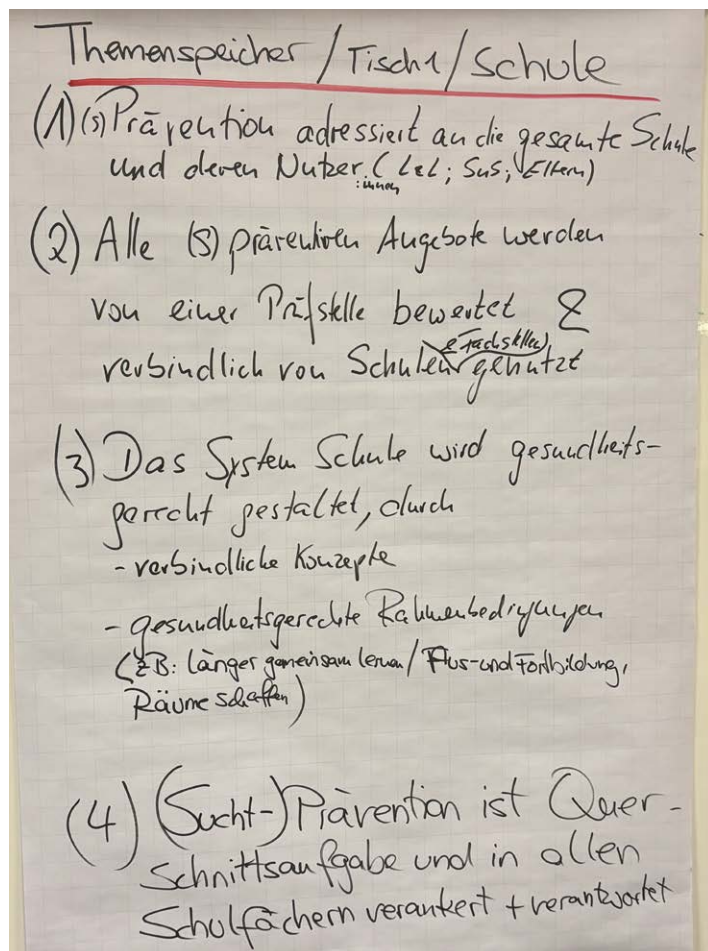 Themenspeicher / Tisch 1 / Schule
(1) (s) Prävention adressiert an die gesamte Schule
und deren Nutzer:innen (LuL; SuS; Eltern)
(2) Alle (S) präventiven Angebote werden
von einer Prüfstelle bewertet &
verbindlich von Schulen gehutzt
(3) Das System Schule wird gesundheits-
gerecht gestaltet, durch
- verbindliche Konzepte
- gesundheitsgerechte Rahmenbedingungen
(zB: länger gemeinsam lernen / Aus- und Fortbildung,
Räume schaffen)
(4) (Sucht-) Prävention ist Quer-
Schnittsaufgabe und in allen
Schulfächern verankert + verantwortet